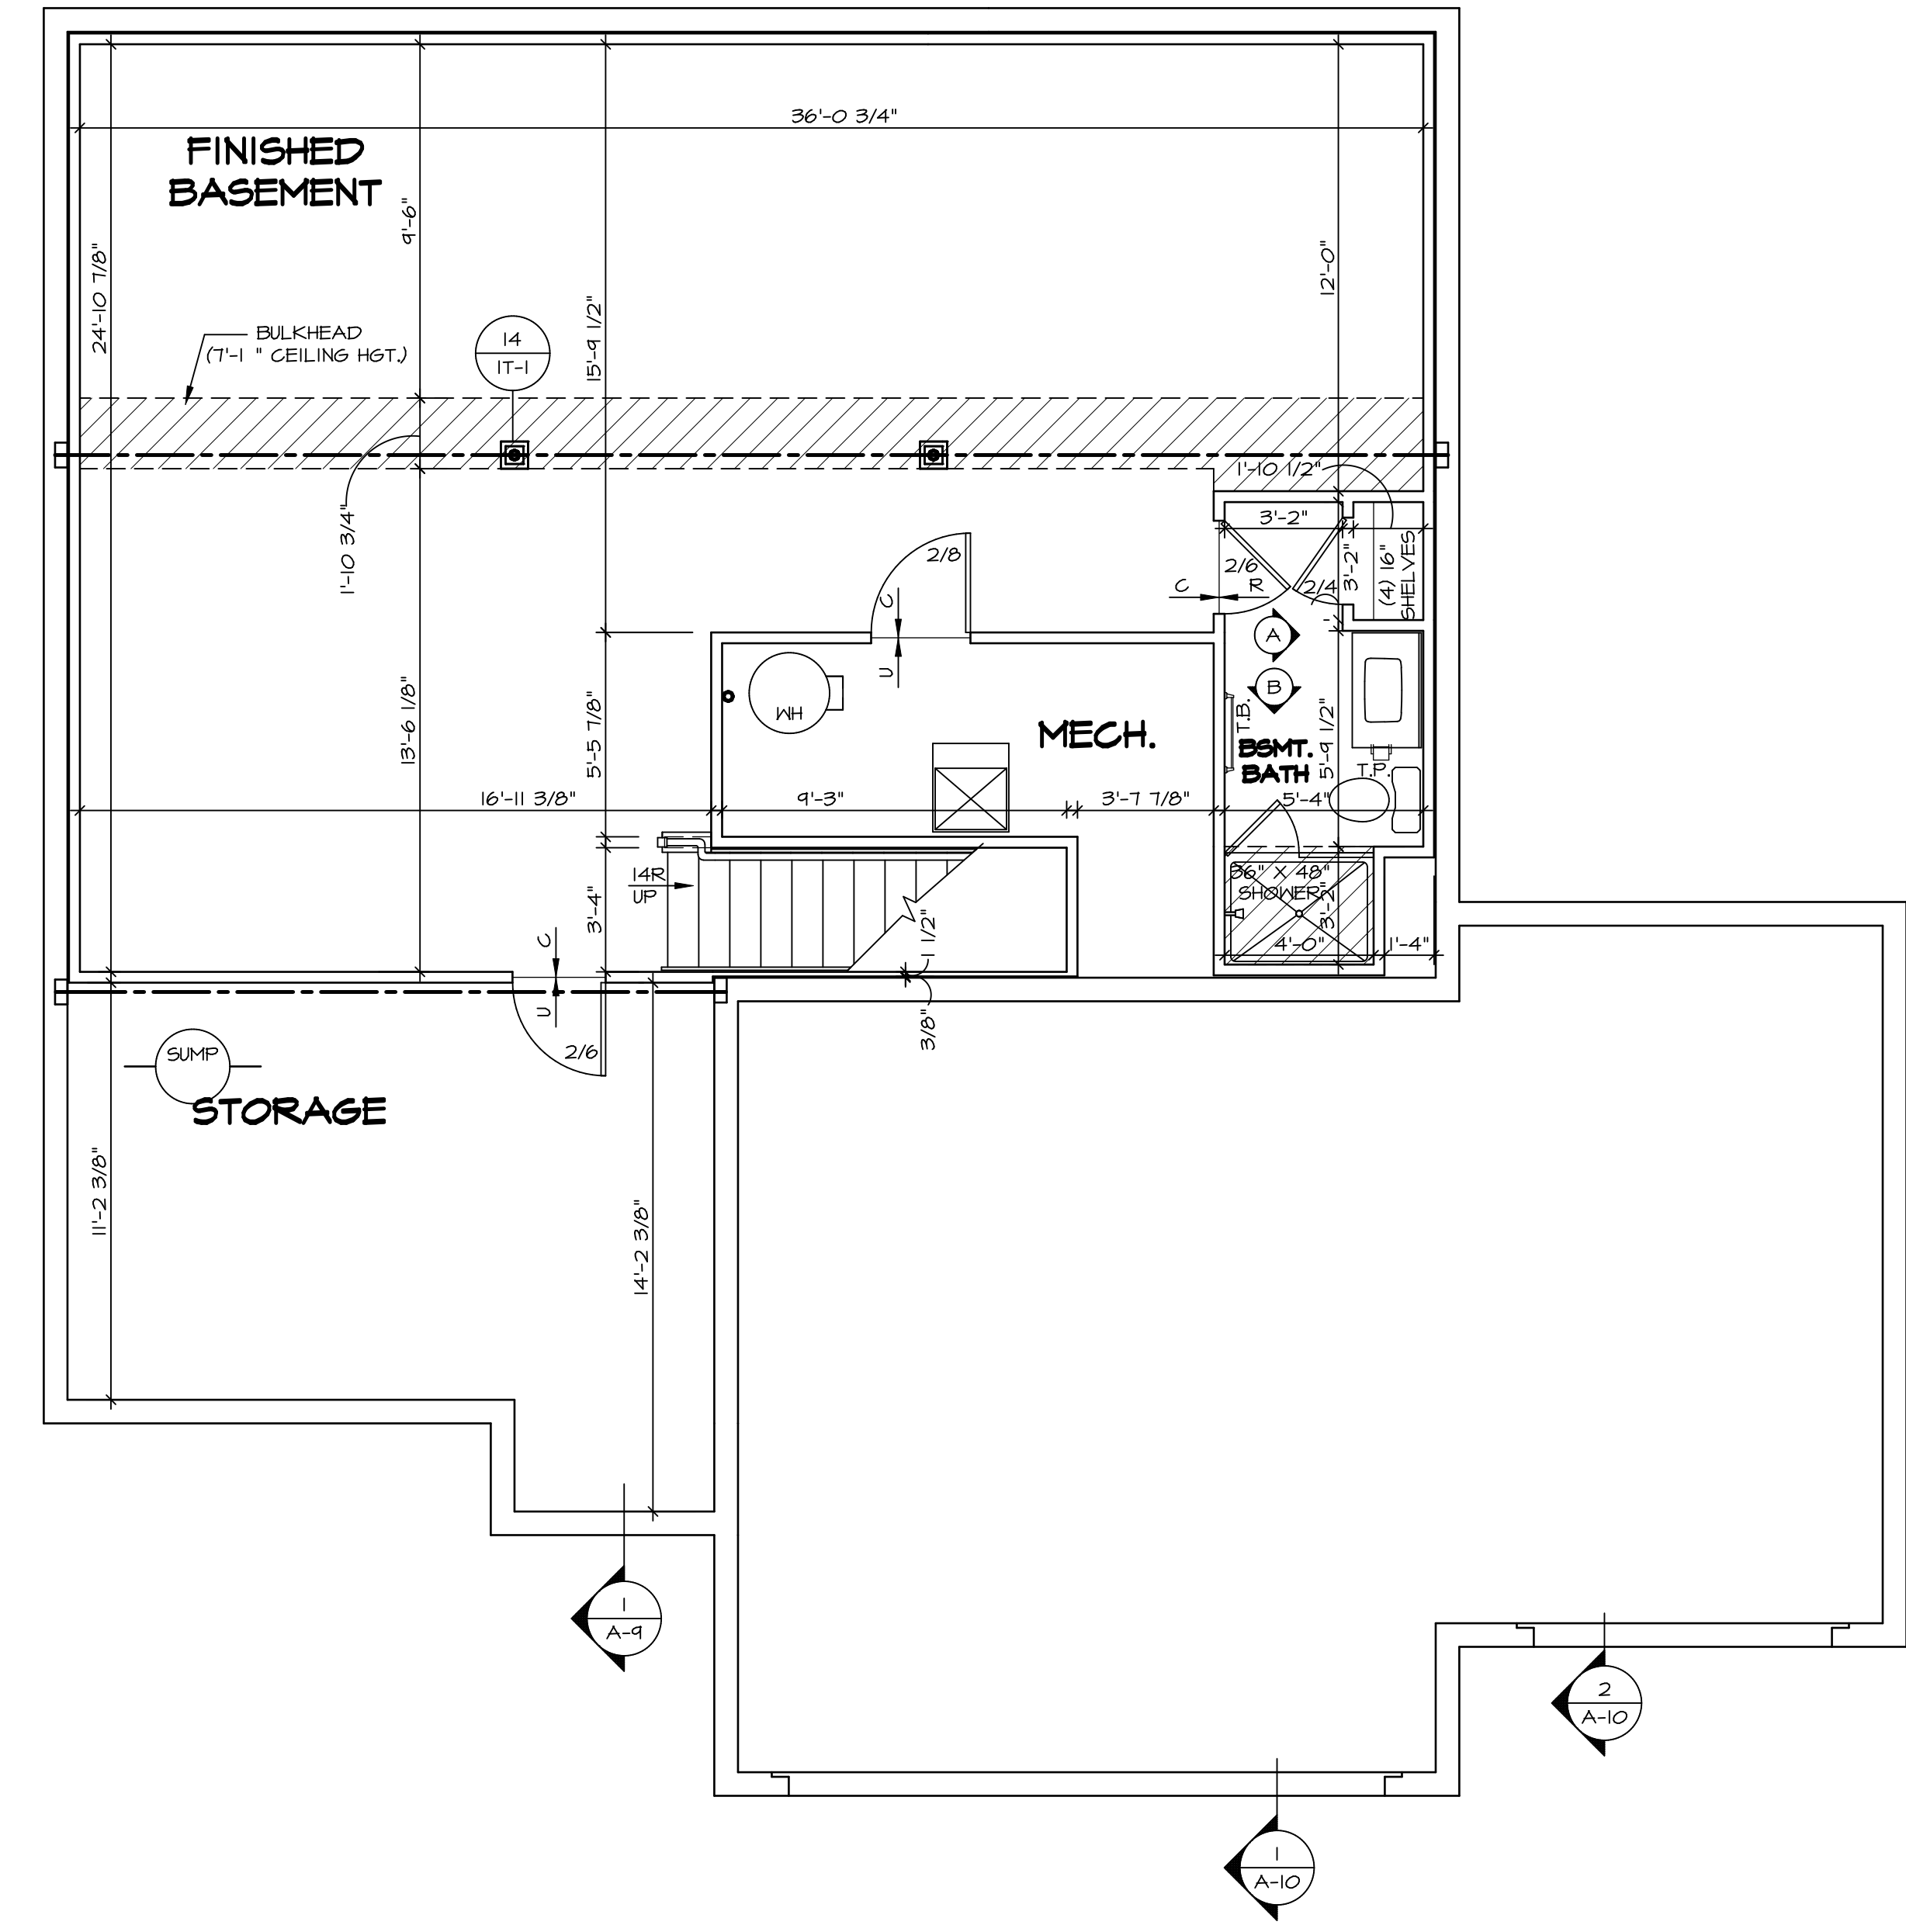 36'-0 3/4"
FINISHED
BASEMENT
9'-6"
24'-10 7/8"
12'-0"
15'-9 1/2"
BULKHEAD
(7'-1 " CEILING HGT.)
14
1T-1
1'-10 1/2"
1'-10 3/4"
3'-2"
2/8
2/6
2/4
3'-2"
(4) 16"
SHELVES
C
R
C
U
A
B
WH
MECH.
T.B.
BSMT.
BATH
5'-9 1/2"
T.P.
13'-6 1/8"
5'-5 7/8"
16'-11 3/8"
9'-3"
3'-7 7/8"
5'-4"
14R
UP
3'-4"
36" X 48"
SHOWER
3'-2"
1 1/2"
4'-0"
1'-4"
C
U
3/8"
2/6
SUMP
STORAGE
11'-2 3/8"
14'-2 3/8"
1
A-9
2
A-10
1
A-10